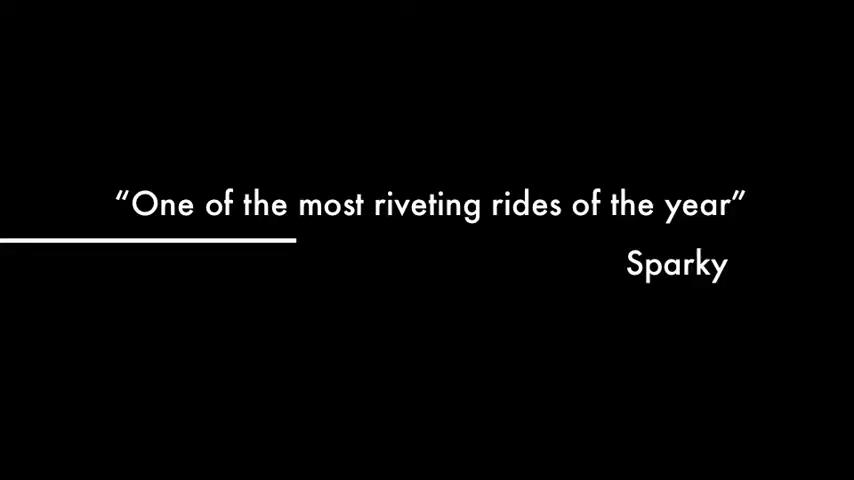 “One of the most riveting rides of the year”
Sparky